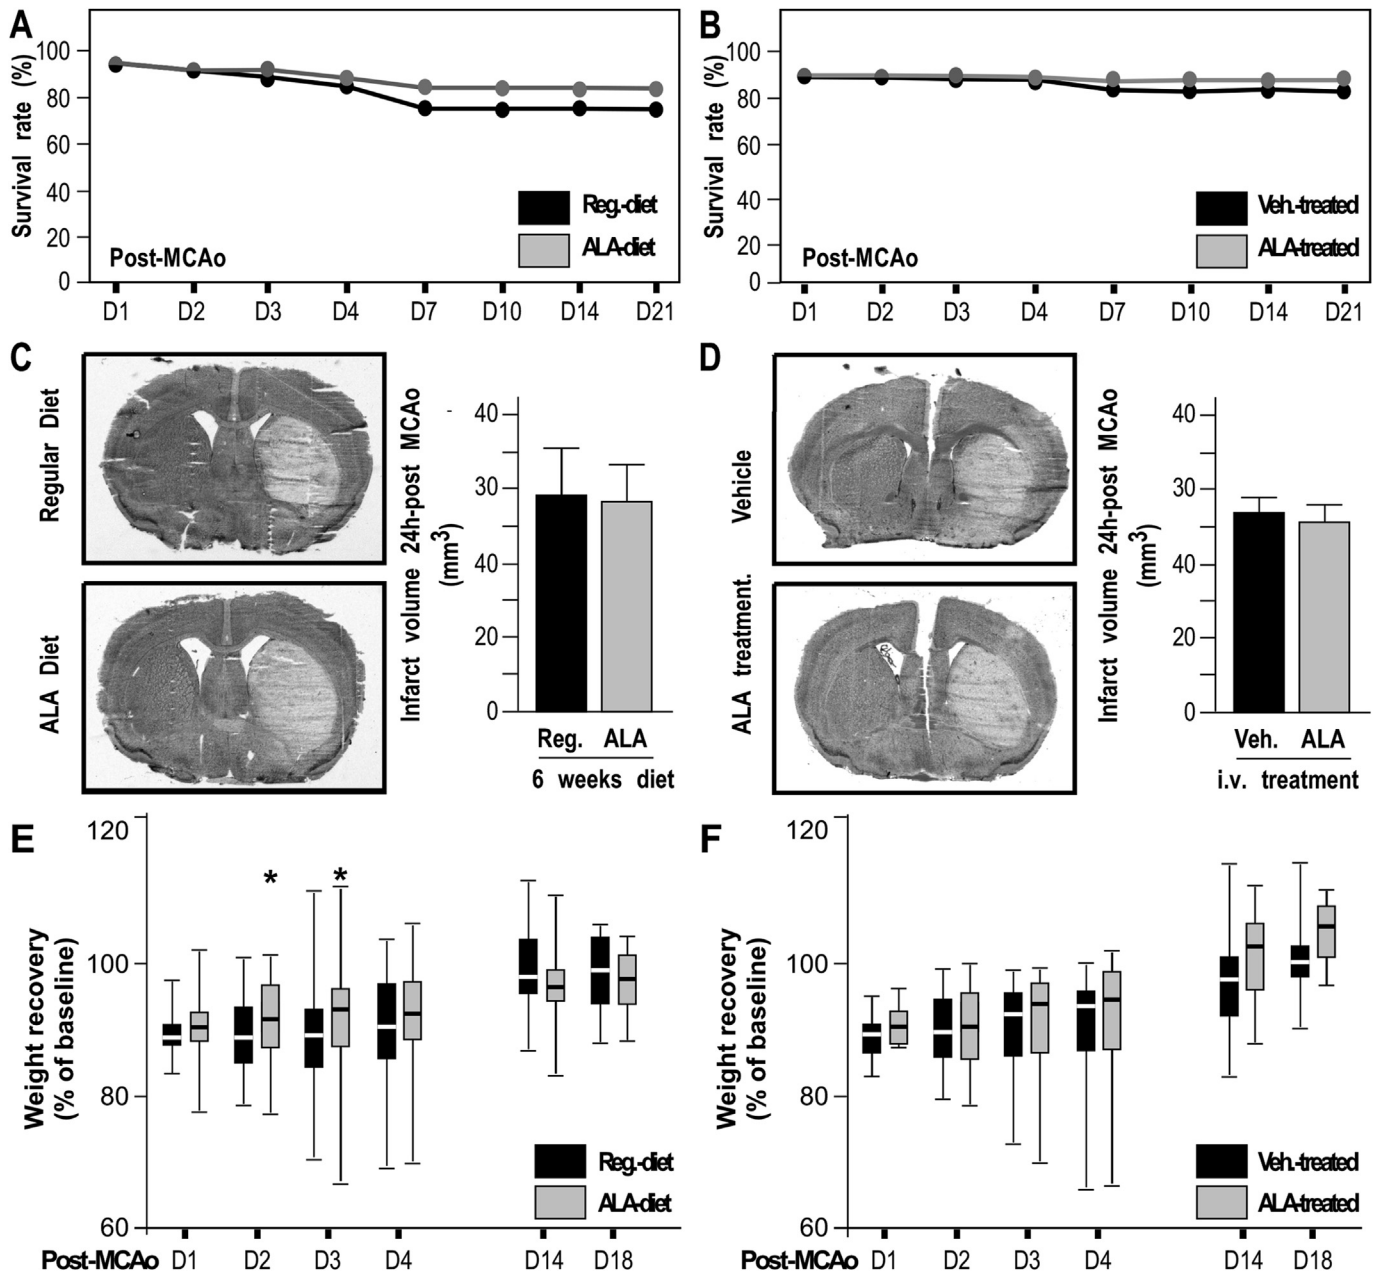 A
Survival rate (%)
100
80
60
40
20
0
Post-MCAo
Reg.-diet
ALA-diet
D1 D2 D3 D4 D7 D10 D14 D21
B
Survival rate (%)
100
80
60
40
20
0
Post-MCAo
Veh.-treated
ALA-treated
D1 D2 D3 D4 D7 D10 D14 D21
C
Regular Diet
ALA Diet
Infarct volume 24h-post MCAo
(mm3)
40
30
40
20
0
Reg. ALA
6 weeks diet
D
Vehicle
ALA treatment.
Infarct volume 24h-post MCAo
(mm3)
40
30
40
20
0
Veh. ALA
i.v. treatment
E
Weight recovery
(% of baseline)
120
100
80
60
*
*
Reg.-diet
ALA-diet
Post-MCAo D1 D2 D3 D4 D14 D18
F
Weight recovery
(% of baseline)
120
100
80
60
Veh.-treated
ALA-treated
Post-MCAo D1 D2 D3 D4 D14 D18